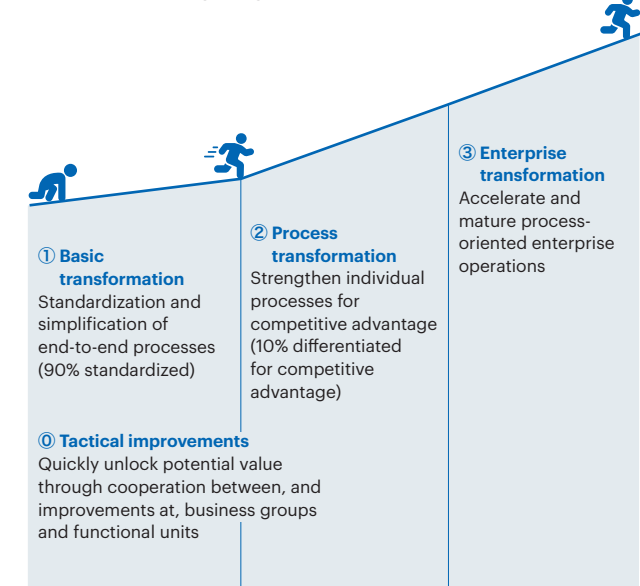 ① Basic
transformation
Standardization and
simplification of
end-to-end processes
(90% standardized)
② Process
transformation
Strengthen individual
processes for
competitive advantage
(10% differentiated
for competitive
advantage)
③ Enterprise
transformation
Accelerate and
mature process-
oriented enterprise
operations
⓪ Tactical improvements
Quickly unlock potential value
through cooperation between, and
improvements at, business groups
and functional units